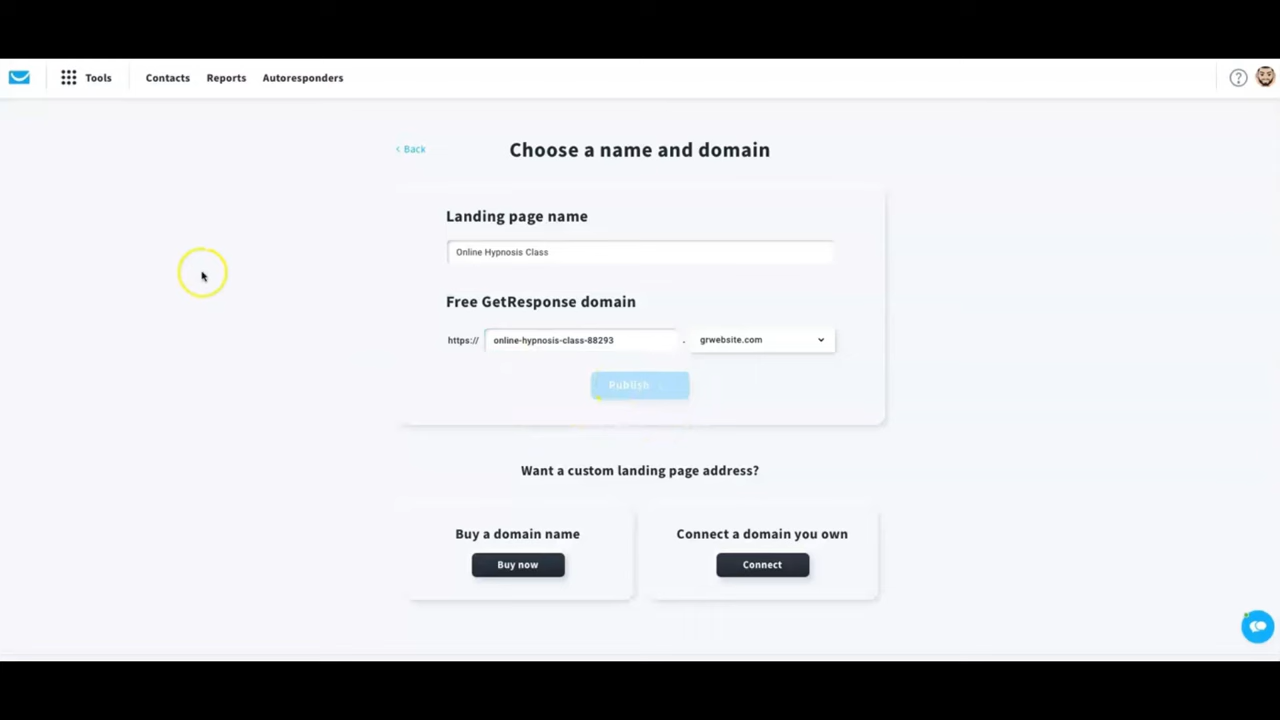 Tools Contacts Reports Autoresponders
< Back
Choose a name and domain
Landing page name
Online Hypnosis Class
Free GetResponse domain
https:// online-hypnosis-class-88293 . grwebsite.com
Publish
Want a custom landing page address?
Buy a domain name
Buy now
Connect a domain you own
Connect